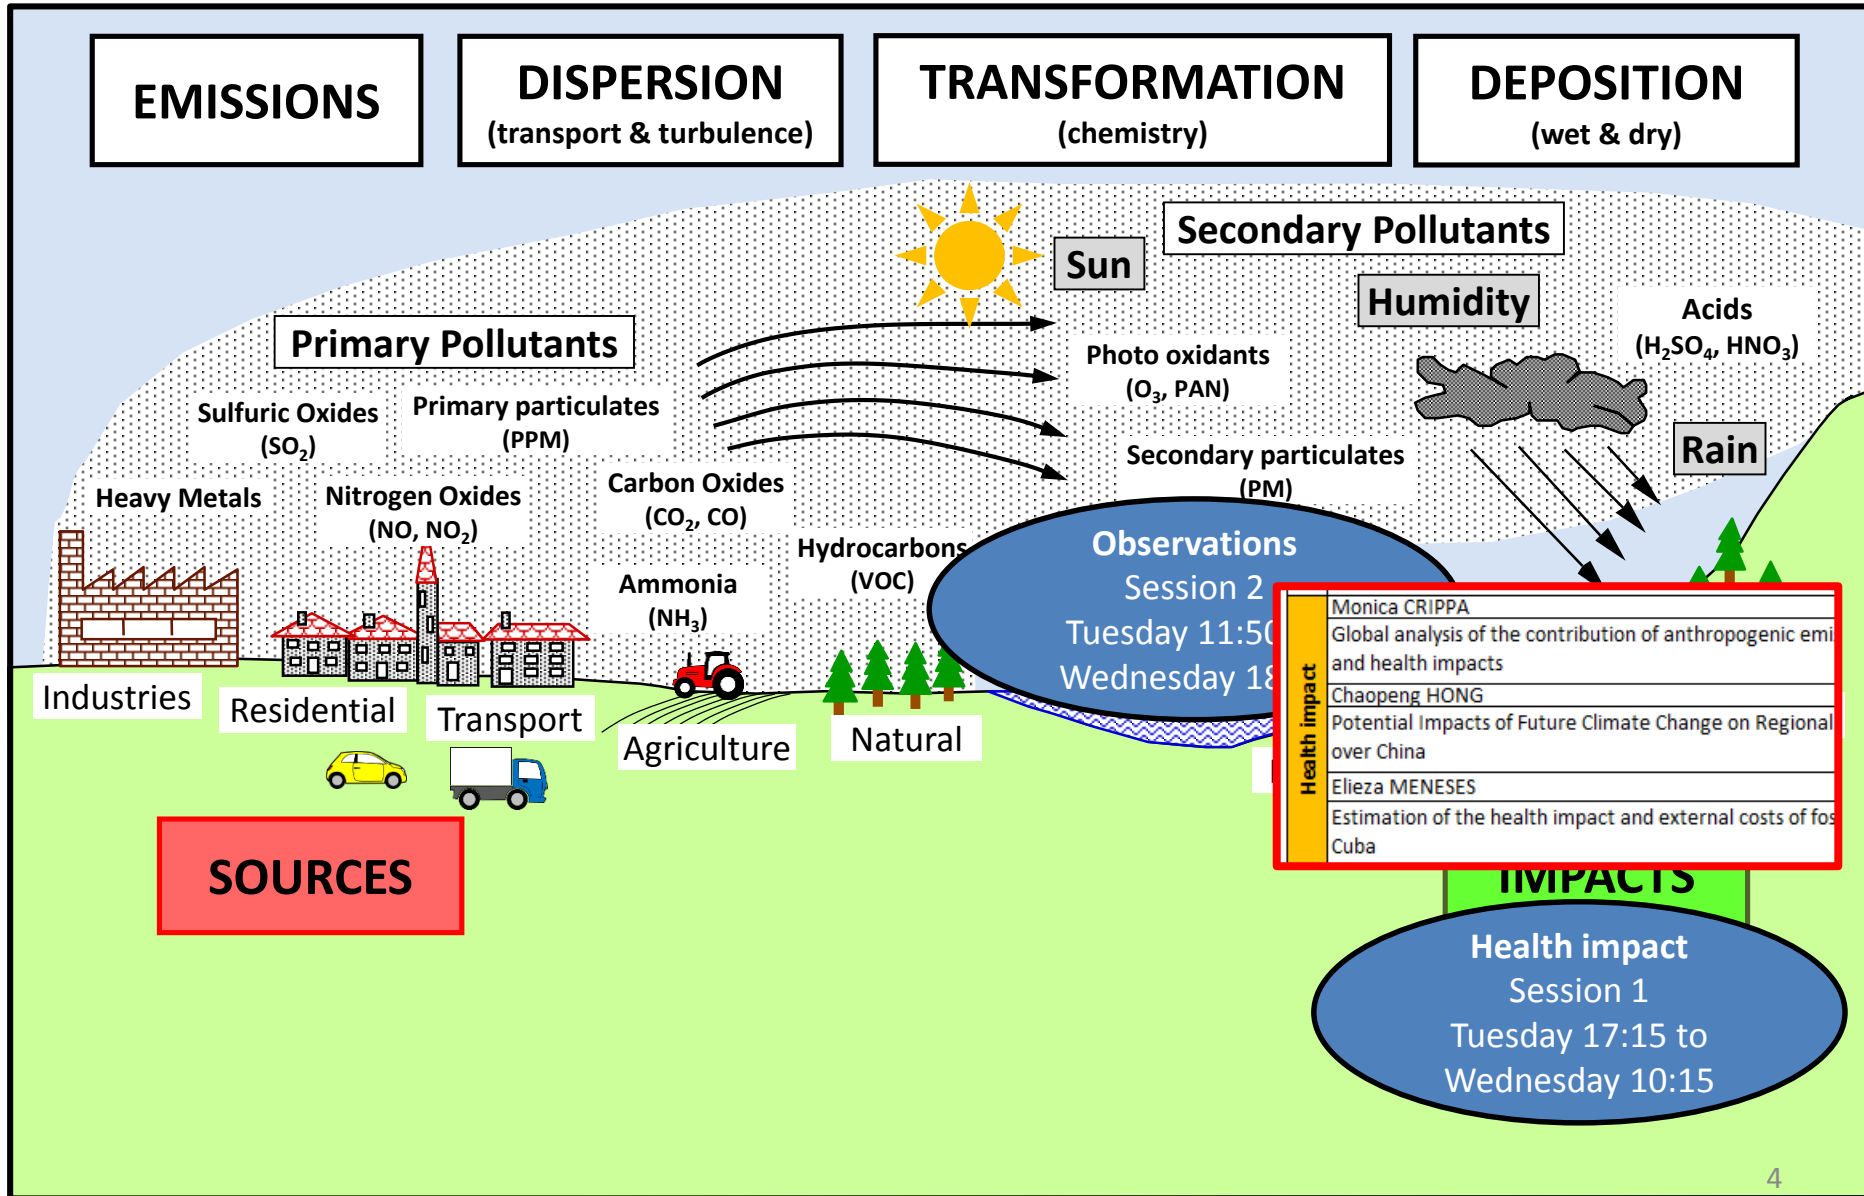 EMISSIONS
DISPERSION
(transport & turbulence)
TRANSFORMATION
(chemistry)
DEPOSITION
(wet & dry)
Secondary Pollutants
Sun
Humidity
Acids
(H₂SO₄, HNO₃)
Primary Pollutants
Photo oxidants
(O₃, PAN)
Sulfuric Oxides
(SO₂)
Primary particulates
(PPM)
Rain
Secondary particulates
(PM)
Heavy Metals
Nitrogen Oxides
(NO, NO₂)
Carbon Oxides
(CO₂, CO)
Hydrocarbons
(VOC)
Ammonia
(NH₃)
Observations
Session 2
Tuesday 11:50
Wednesday 18
Health impact
Monica CRIPPA
Global analysis of the contribution of anthropogenic emi
and health impacts
Chaopeng HONG
Potential Impacts of Future Climate Change on Regional
over China
Elieza MENESES
Estimation of the health impact and external costs of fos
Cuba
Industries
Residential
Transport
Agriculture
Natural
SOURCES
IMPACTS
Health impact
Session 1
Tuesday 17:15 to
Wednesday 10:15
4